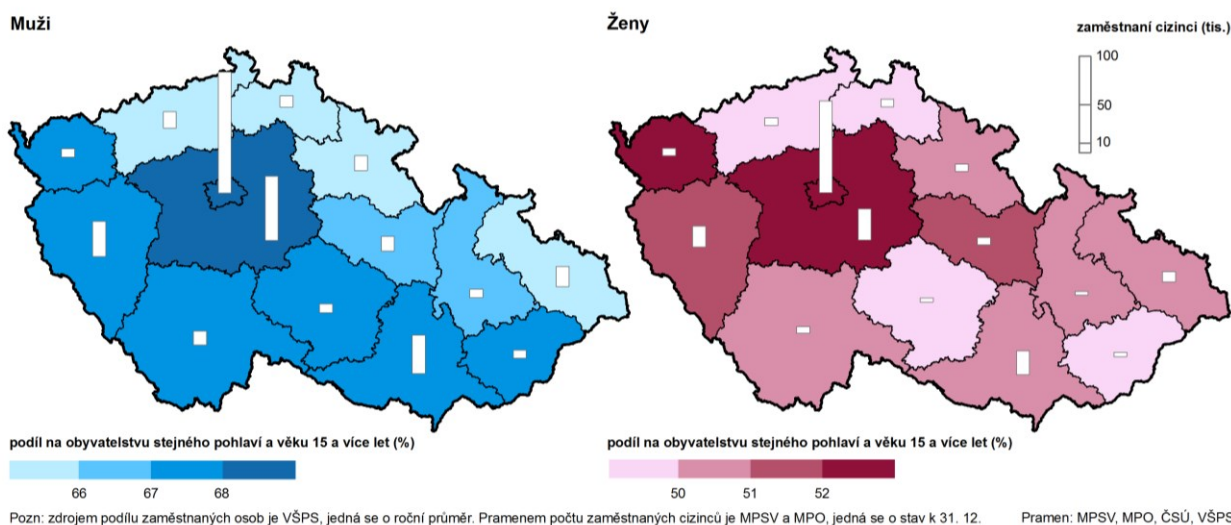 Muži
Ženy
zaměstnaní cizinci (tis.)
100
50
10
podíl na obyvatelstvu stejného pohlaví a věku 15 a více let (%)
66 67 68
podíl na obyvatelstvu stejného pohlaví a věku 15 a více let (%)
50 51 52
Pozn: zdrojem podílu zaměstnaných osob je VŠPS, jedná se o roční průměr. Pramenem počtu zaměstnaných cizinců je MPSV a MPO, jedná se o stav k 31. 12.
Pramen: MPSV, MPO, ČSÚ, VŠPS